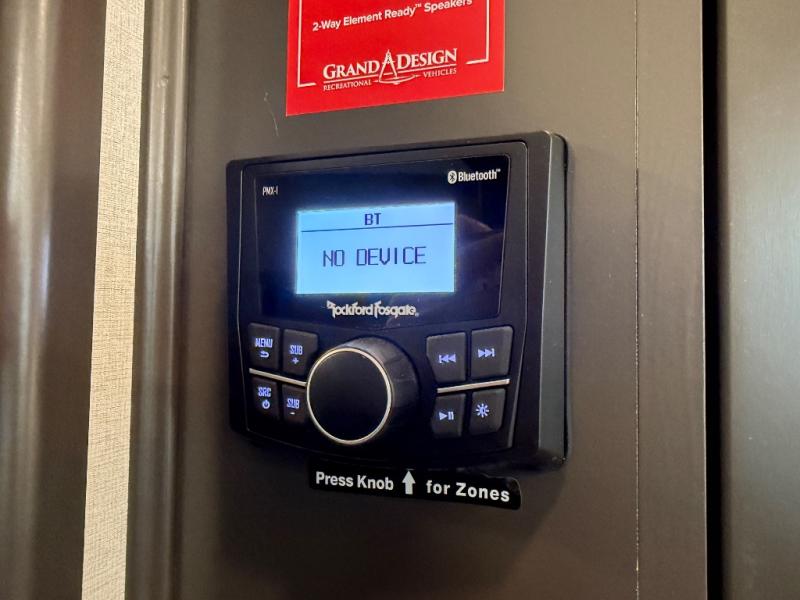 2-Way Element Ready™ Speakers
GRAND DESIGN
RECREATIONAL VEHICLES
PMX-1
Bluetooth™
BT
NO DEVICE
Rockford Fosgate®
MENU
SUB
+
SRC
SUB
-
Press Knob ↑ for Zones